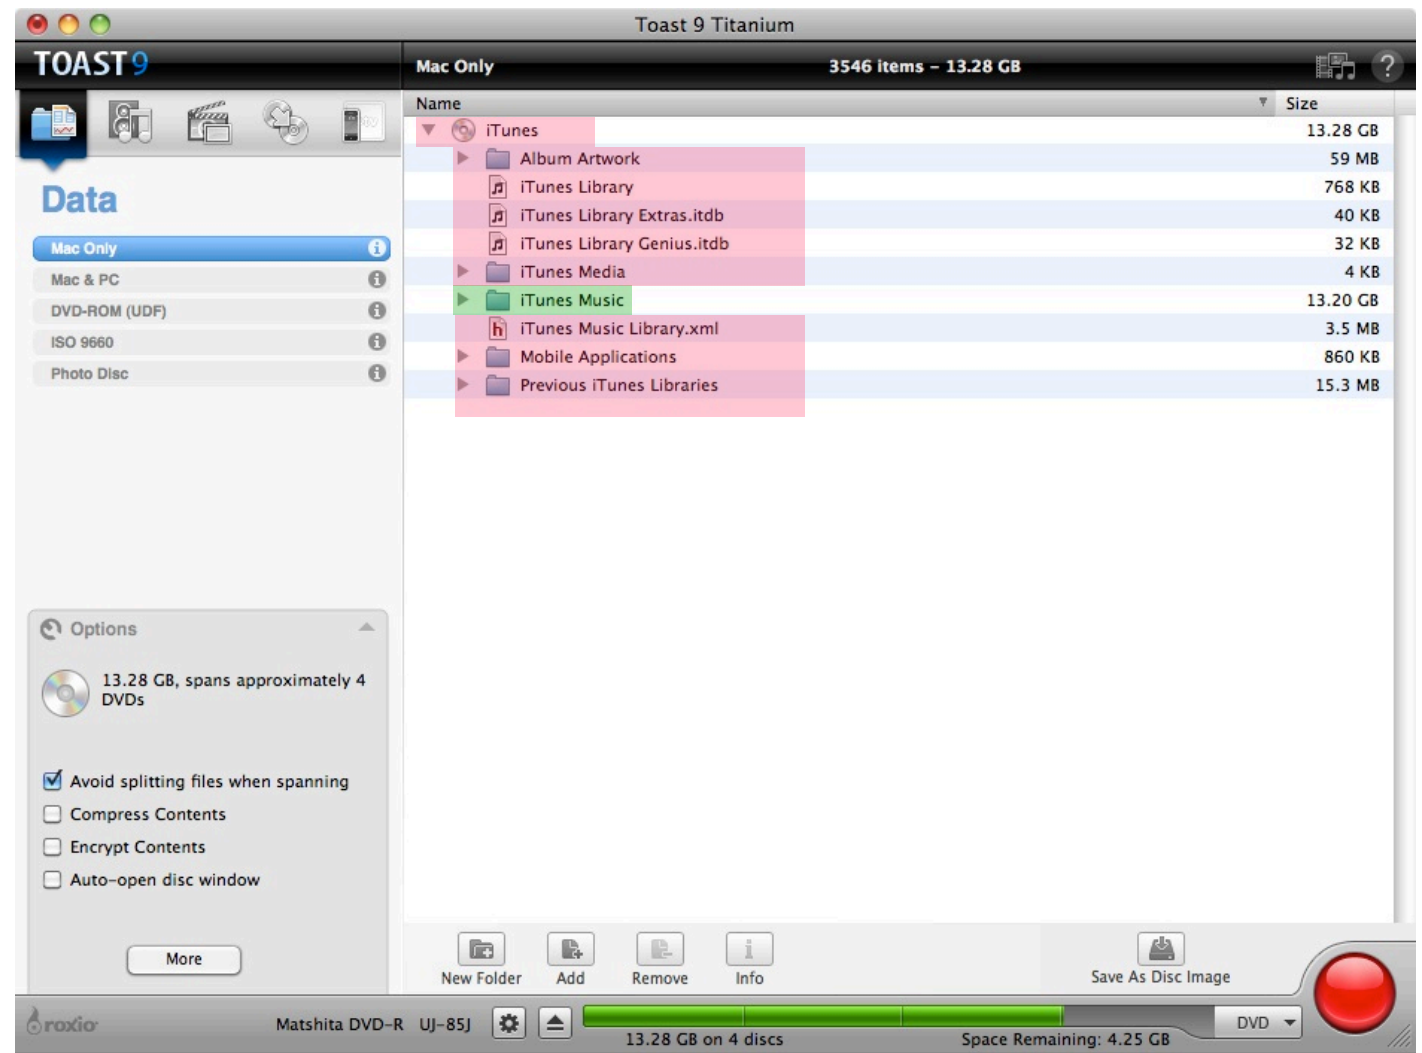 Toast 9 Titanium
TOAST 9
Mac Only 3546 items – 13.28 GB ?
Name Size
iTunes 13.28 GB
Album Artwork 59 MB
iTunes Library 768 KB
iTunes Library Extras.itdb 40 KB
iTunes Library Genius.itdb 32 KB
iTunes Media 4 KB
iTunes Music 13.20 GB
iTunes Music Library.xml 3.5 MB
Mobile Applications 860 KB
Previous iTunes Libraries 15.3 MB
Data
Mac Only
Mac & PC
DVD-ROM (UDF)
ISO 9660
Photo Disc
Options
13.28 GB, spans approximately 4
DVDs
Avoid splitting files when spanning
Compress Contents
Encrypt Contents
Auto-open disc window
More
New Folder Add Remove Info Save As Disc Image
roxio Matshita DVD-R UJ-85J DVD
13.28 GB on 4 discs Space Remaining: 4.25 GB